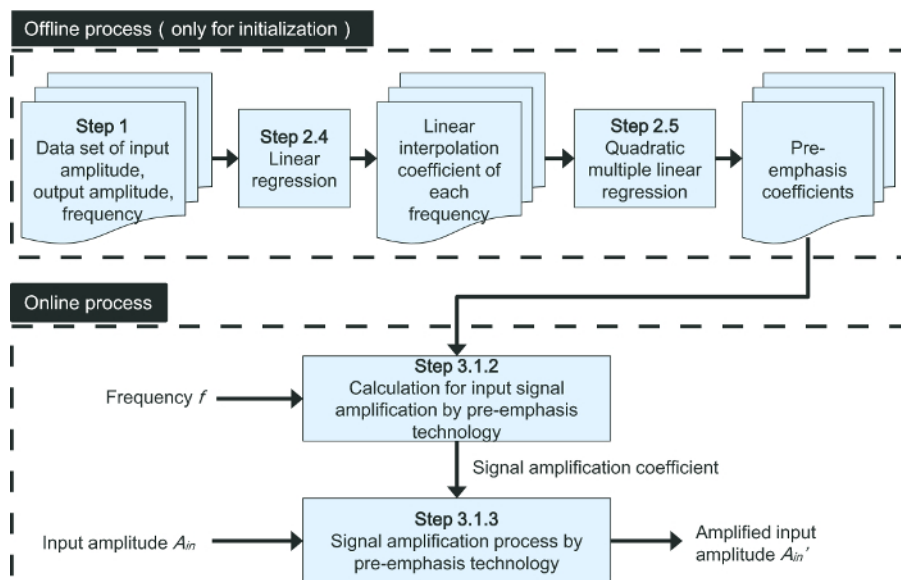 Offline process ( only for initialization )
Step 1
Data set of input
amplitude,
output amplitude,
frequency
Step 2.4
Linear
regression
Linear
interpolation
coefficient of
each
frequency
Step 2.5
Quadratic
multiple linear
regression
Pre-
emphasis
coefficients
Online process
Step 3.1.2
Calculation for input signal
amplification by pre-emphasis
technology
Frequency f
Signal amplification coefficient
Step 3.1.3
Signal amplification process by
pre-emphasis technology
Input amplitude Ain
Amplified input
amplitude Ain'